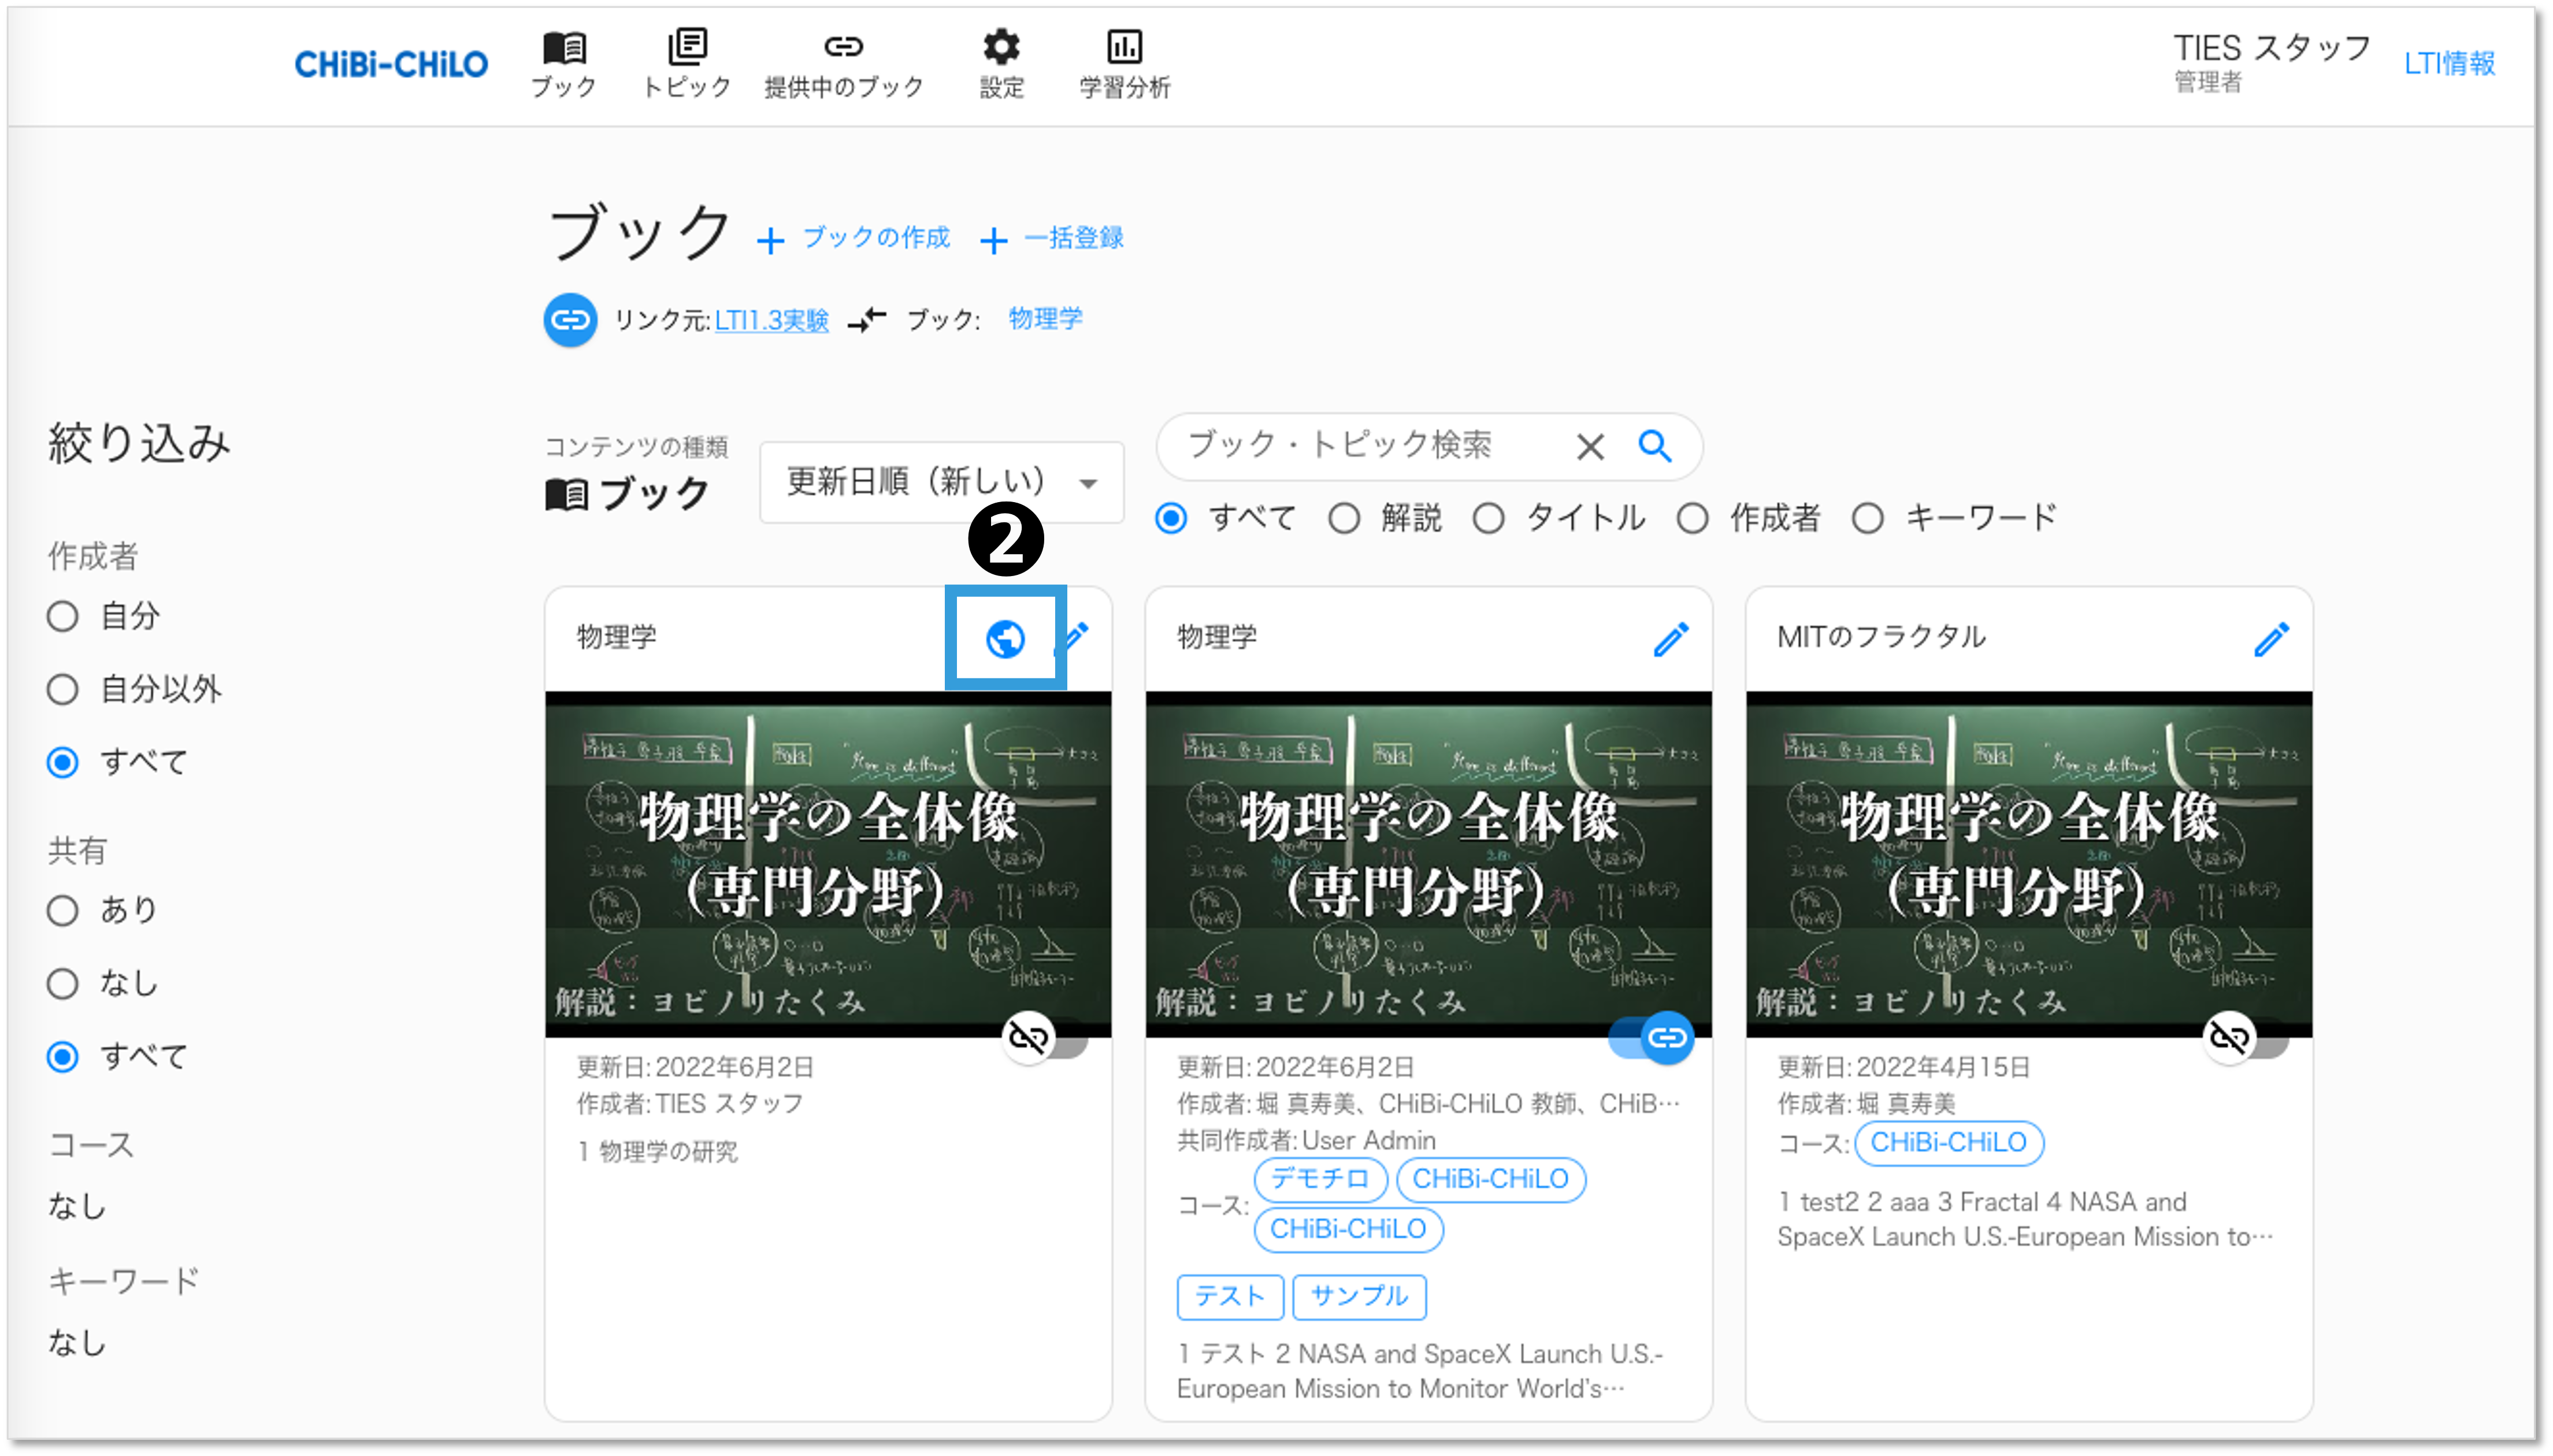 CHiBi-CHiLO
ブック
トピック
提供中のブック
設定
学習分析
TIES スタッフ
管理者
LTI情報
ブック
ブックの作成
一括登録
リンク元:LTI1.3実験
ブック:
物理学
絞り込み
作成者
自分
自分以外
すべて
共有
あり
なし
すべて
コース
なし
キーワード
なし
コンテンツの種類
ブック
更新日順（新しい）
ブック・トピック検索
すべて
解説
タイトル
作成者
キーワード
2
物理学
物理学の全体像
(専門分野)
解説：ヨビノリたくみ
更新日:2022年6月2日
作成者:TIES スタッフ
1 物理学の研究
物理学
物理学の全体像
(専門分野)
解説：ヨビノリたくみ
更新日:2022年6月2日
作成者:堀 真寿美、CHiBi-CHiLO 教師、CHiB…
共同作成者:User Admin
コース:
デモチロ
CHiBi-CHiLO
CHiBi-CHiLO
テスト
サンプル
1 テスト 2 NASA and SpaceX Launch U.S.-
European Mission to Monitor World's…
MITのフラクタル
物理学の全体像
(専門分野)
解説：ヨビノリたくみ
更新日:2022年4月15日
作成者:堀 真寿美
コース:
CHiBi-CHiLO
1 test2 2 aaa 3 Fractal 4 NASA and
SpaceX Launch U.S.-European Mission to…